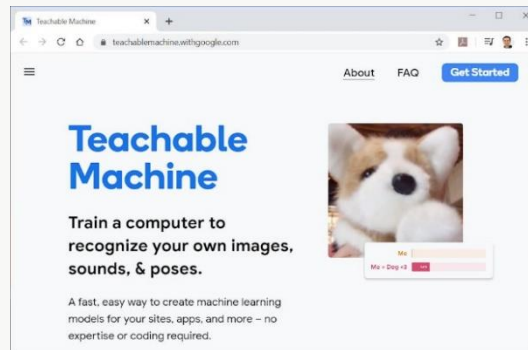 Teachable Machine
teachablemachine.withgoogle.com
About FAQ Get Started
Teachable
Machine
Train a computer to
recognize your own images,
sounds, & poses.
A fast, easy way to create machine learning
models for your sites, apps, and more – no
expertise or coding required.
Me
Me + Dog <3